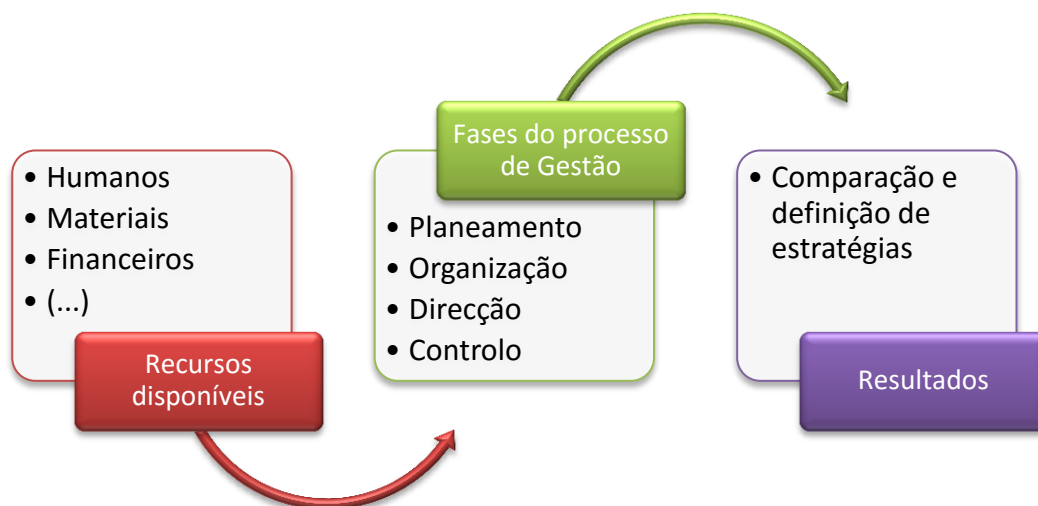 • Humanos
• Materiais
• Financeiros
• (...)
Recursos
disponíveis
Fases do processo
de Gestão
• Planeamento
• Organização
• Direcção
• Controlo
• Comparação e
definição de
estratégias
Resultados